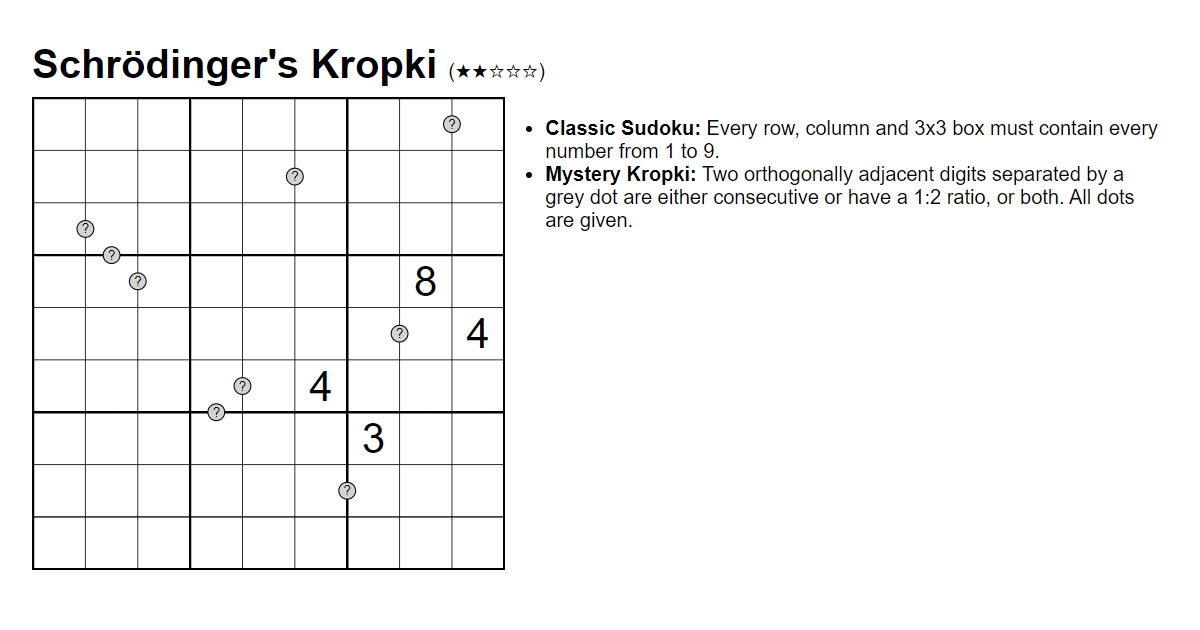 Schrödinger's Kropki (★★☆☆☆)
? 
• Classic Sudoku: Every row, column and 3x3 box must contain every
number from 1 to 9.
? 
• Mystery Kropki: Two orthogonally adjacent digits separated by a
grey dot are either consecutive or have a 1:2 ratio, or both. All dots
are given.
?
?
? 8
? 4
? 4
?
3
?